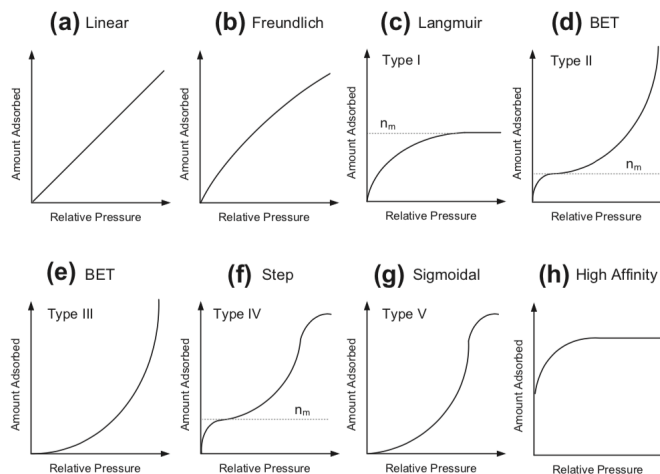 (a) Linear
(b) Freundlich
(c) Langmuir
(d) BET
Amount Adsorbed
Relative Pressure
Amount Adsorbed
Relative Pressure
Type I
nm
Amount Adsorbed
Relative Pressure
Type II
nm
Amount Adsorbed
Relative Pressure
(e) BET
(f) Step
(g) Sigmoidal
(h) High Affinity
Type III
Amount Adsorbed
Relative Pressure
Type IV
nm
Amount Adsorbed
Relative Pressure
Type V
Amount Adsorbed
Relative Pressure
Amount Adsorbed
Relative Pressure